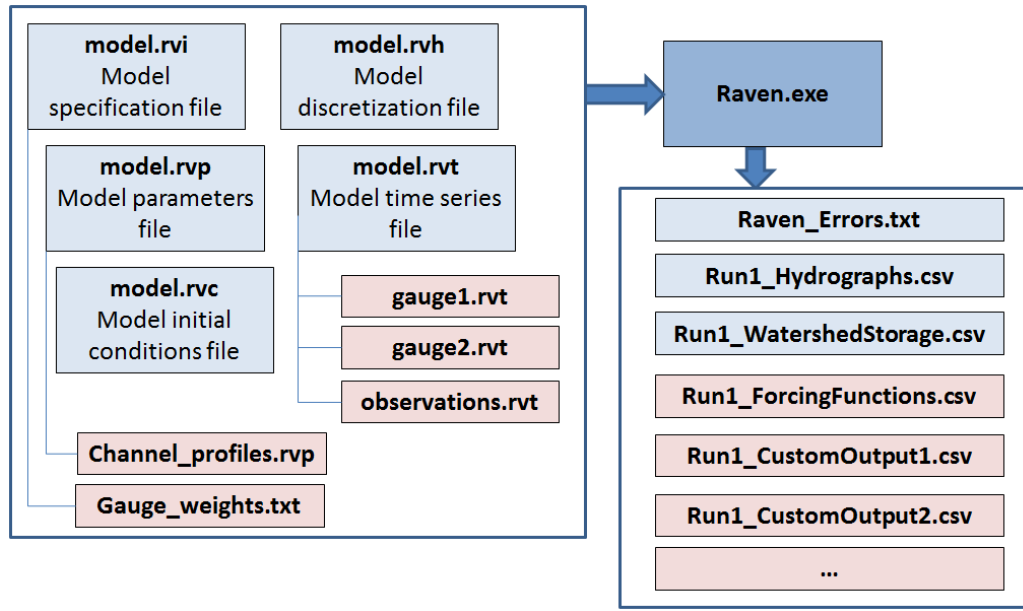 model.rvi
Model
specification file
model.rvh
Model
discretization file
model.rvp
Model parameters
file
model.rvt
Model time series
file
model.rvc
Model initial
conditions file
gauge1.rvt
gauge2.rvt
observations.rvt
Channel_profiles.rvp
Gauge_weights.txt
Raven.exe
Raven_Errors.txt
Run1_Hydrographs.csv
Run1_WatershedStorage.csv
Run1_ForcingFunctions.csv
Run1_CustomOutput1.csv
Run1_CustomOutput2.csv
...